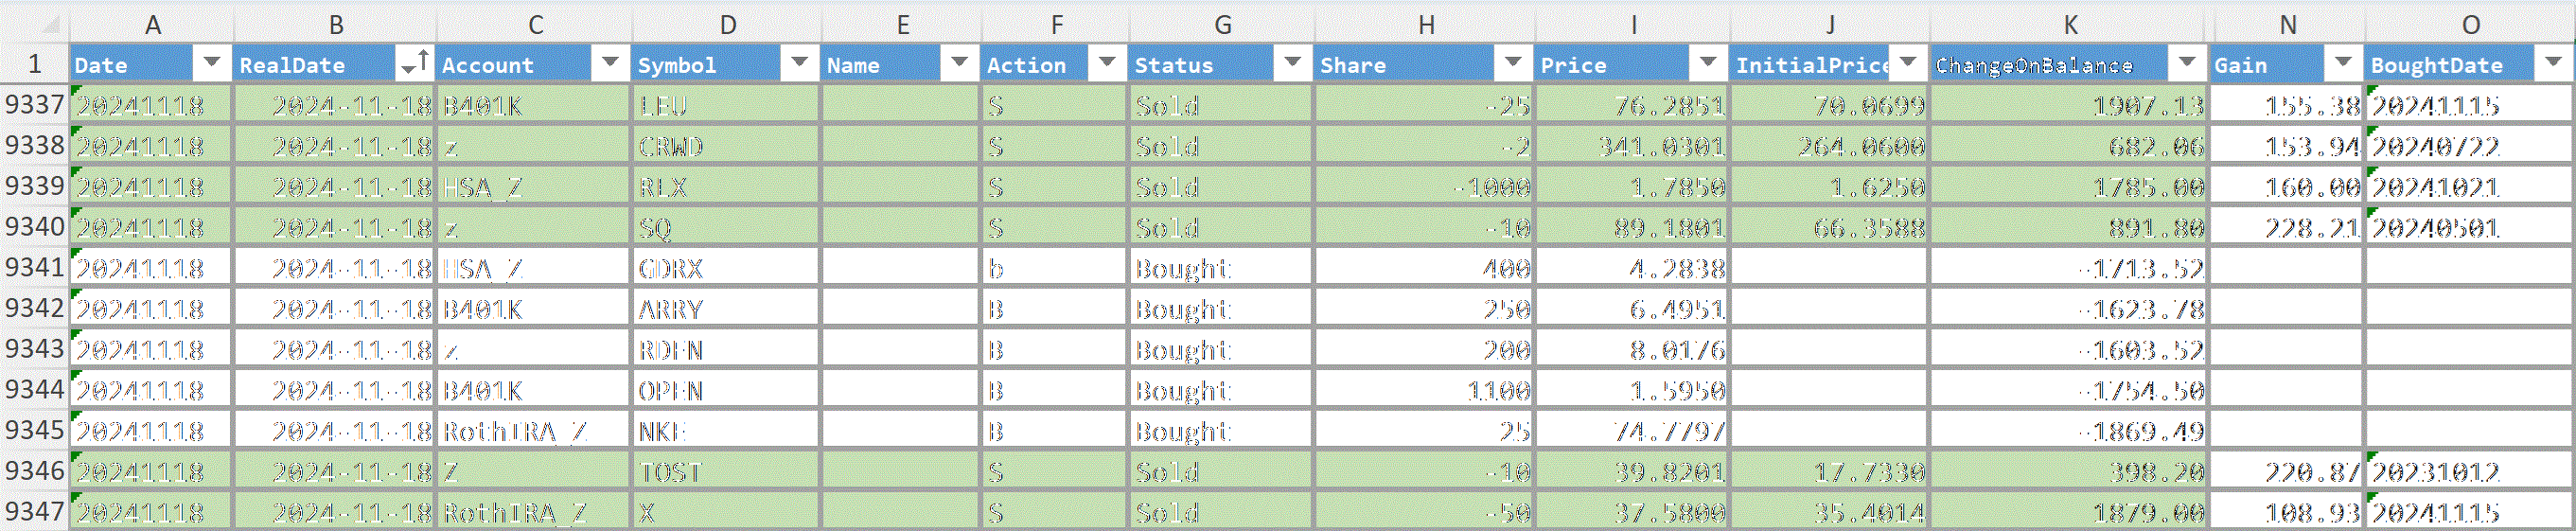 A B C D E F G H I J K N O
1 Date RealDate Account Symbol Name Action Status Share Price InitialPrice ChangeOnBalance Gain BoughtDate
9337 20241118 2024-11-18 B401K LEU S Sold -25 76.2851 70.0699 1907.13 155.38 20241115
9338 20241118 2024-11-18 z CRWD S Sold -2 341.0301 264.0600 682.06 153.94 20240722
9339 20241118 2024-11-18 HSA_Z RLX S Sold -1000 1.7850 1.6250 1785.00 160.00 20241021
9340 20241118 2024-11-18 z SQ S Sold -10 89.1801 66.3588 891.80 228.21 20240501
9341 20241118 2024-11-18 HSA_Z GDRX b Bought 400 4.2838 -1713.52
9342 20241118 2024-11-18 B401K ARRY B Bought 250 6.4951 -1623.78
9343 20241118 2024-11-18 z RDFN B Bought 200 8.0176 -1603.52
9344 20241118 2024-11-18 B401K OPEN B Bought 1100 1.5950 -1754.50
9345 20241118 2024-11-18 RothIRA_Z NKE B Bought 25 74.7797 -1869.49
9346 20241118 2024-11-18 Z TOST S Sold -10 39.8201 17.7330 398.20 220.87 20231012
9347 20241118 2024-11-18 RothIRA_Z X S Sold -50 37.5800 35.4014 1879.00 108.93 20241115